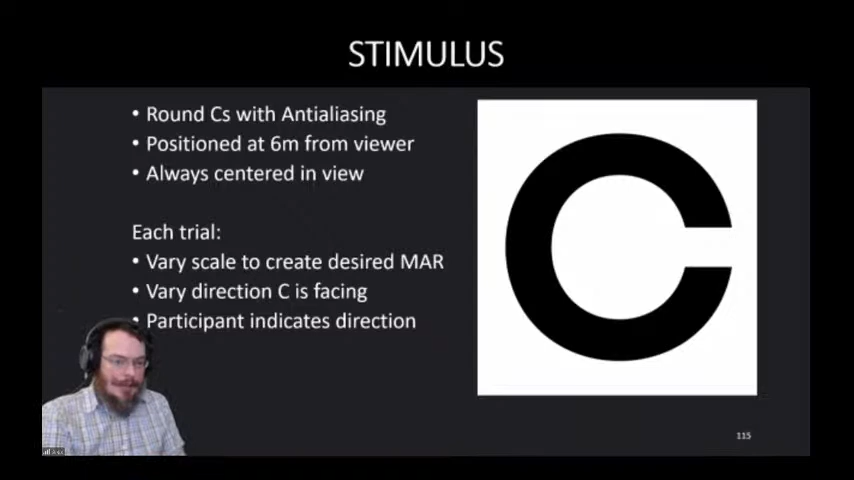 STIMULUS
• Round Cs with Antialiasing
• Positioned at 6m from viewer
• Always centered in view
Each trial:
• Vary scale to create desired MAR
• Vary direction C is facing
• Participant indicates direction
115